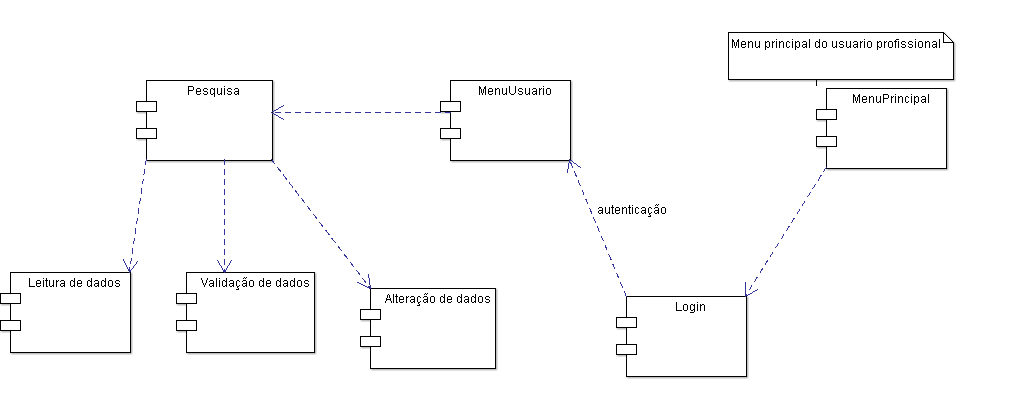 Menu principal do usuario profissional
Pesquisa
MenuUsuario
MenuPrincipal
autenticação
Leitura de dados
Validação de dados
Alteração de dados
Login